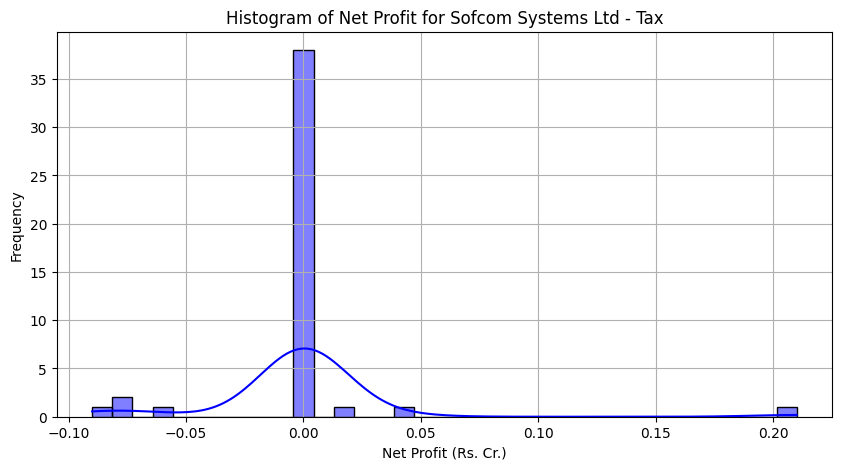 Histogram of Net Profit for Sofcom Systems Ltd - Tax
35
30
25
20
15
10
5
0
Frequency
−0.10 −0.05 0.00 0.05 0.10 0.15 0.20
Net Profit (Rs. Cr.)